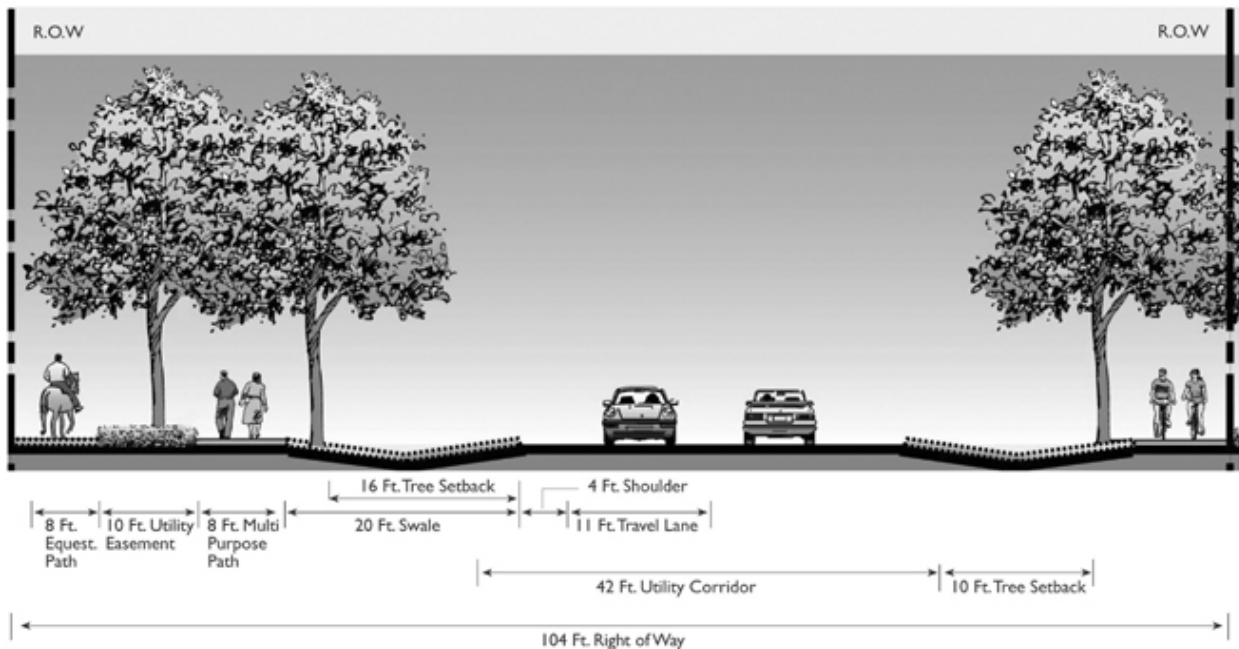 R.O.W
R.O.W
16 Ft. Tree Setback
4 Ft. Shoulder
8 Ft.
Equest.
Path
10 Ft. Utility
Easement
8 Ft. Multi
Purpose
Path
20 Ft. Swale
11 Ft. Travel Lane
42 Ft. Utility Corridor
10 Ft. Tree Setback
104 Ft. Right of Way